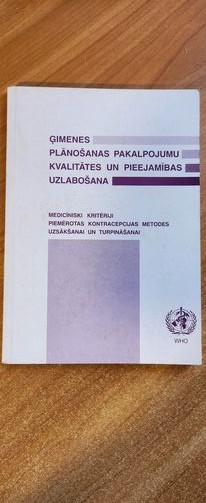 ĢIMENES
PLĀNOŠANAS PAKALPOJUMU
KVALITĀTES UN PIEEJAMĪBAS
UZLABOŠANA
MEDICĪNISKI KRITĒRIJI
PIEMĒROTAS KONTRACEPCIJAS METODES
UZSĀKŠANAI UN TURPINĀŠANAI
WHO